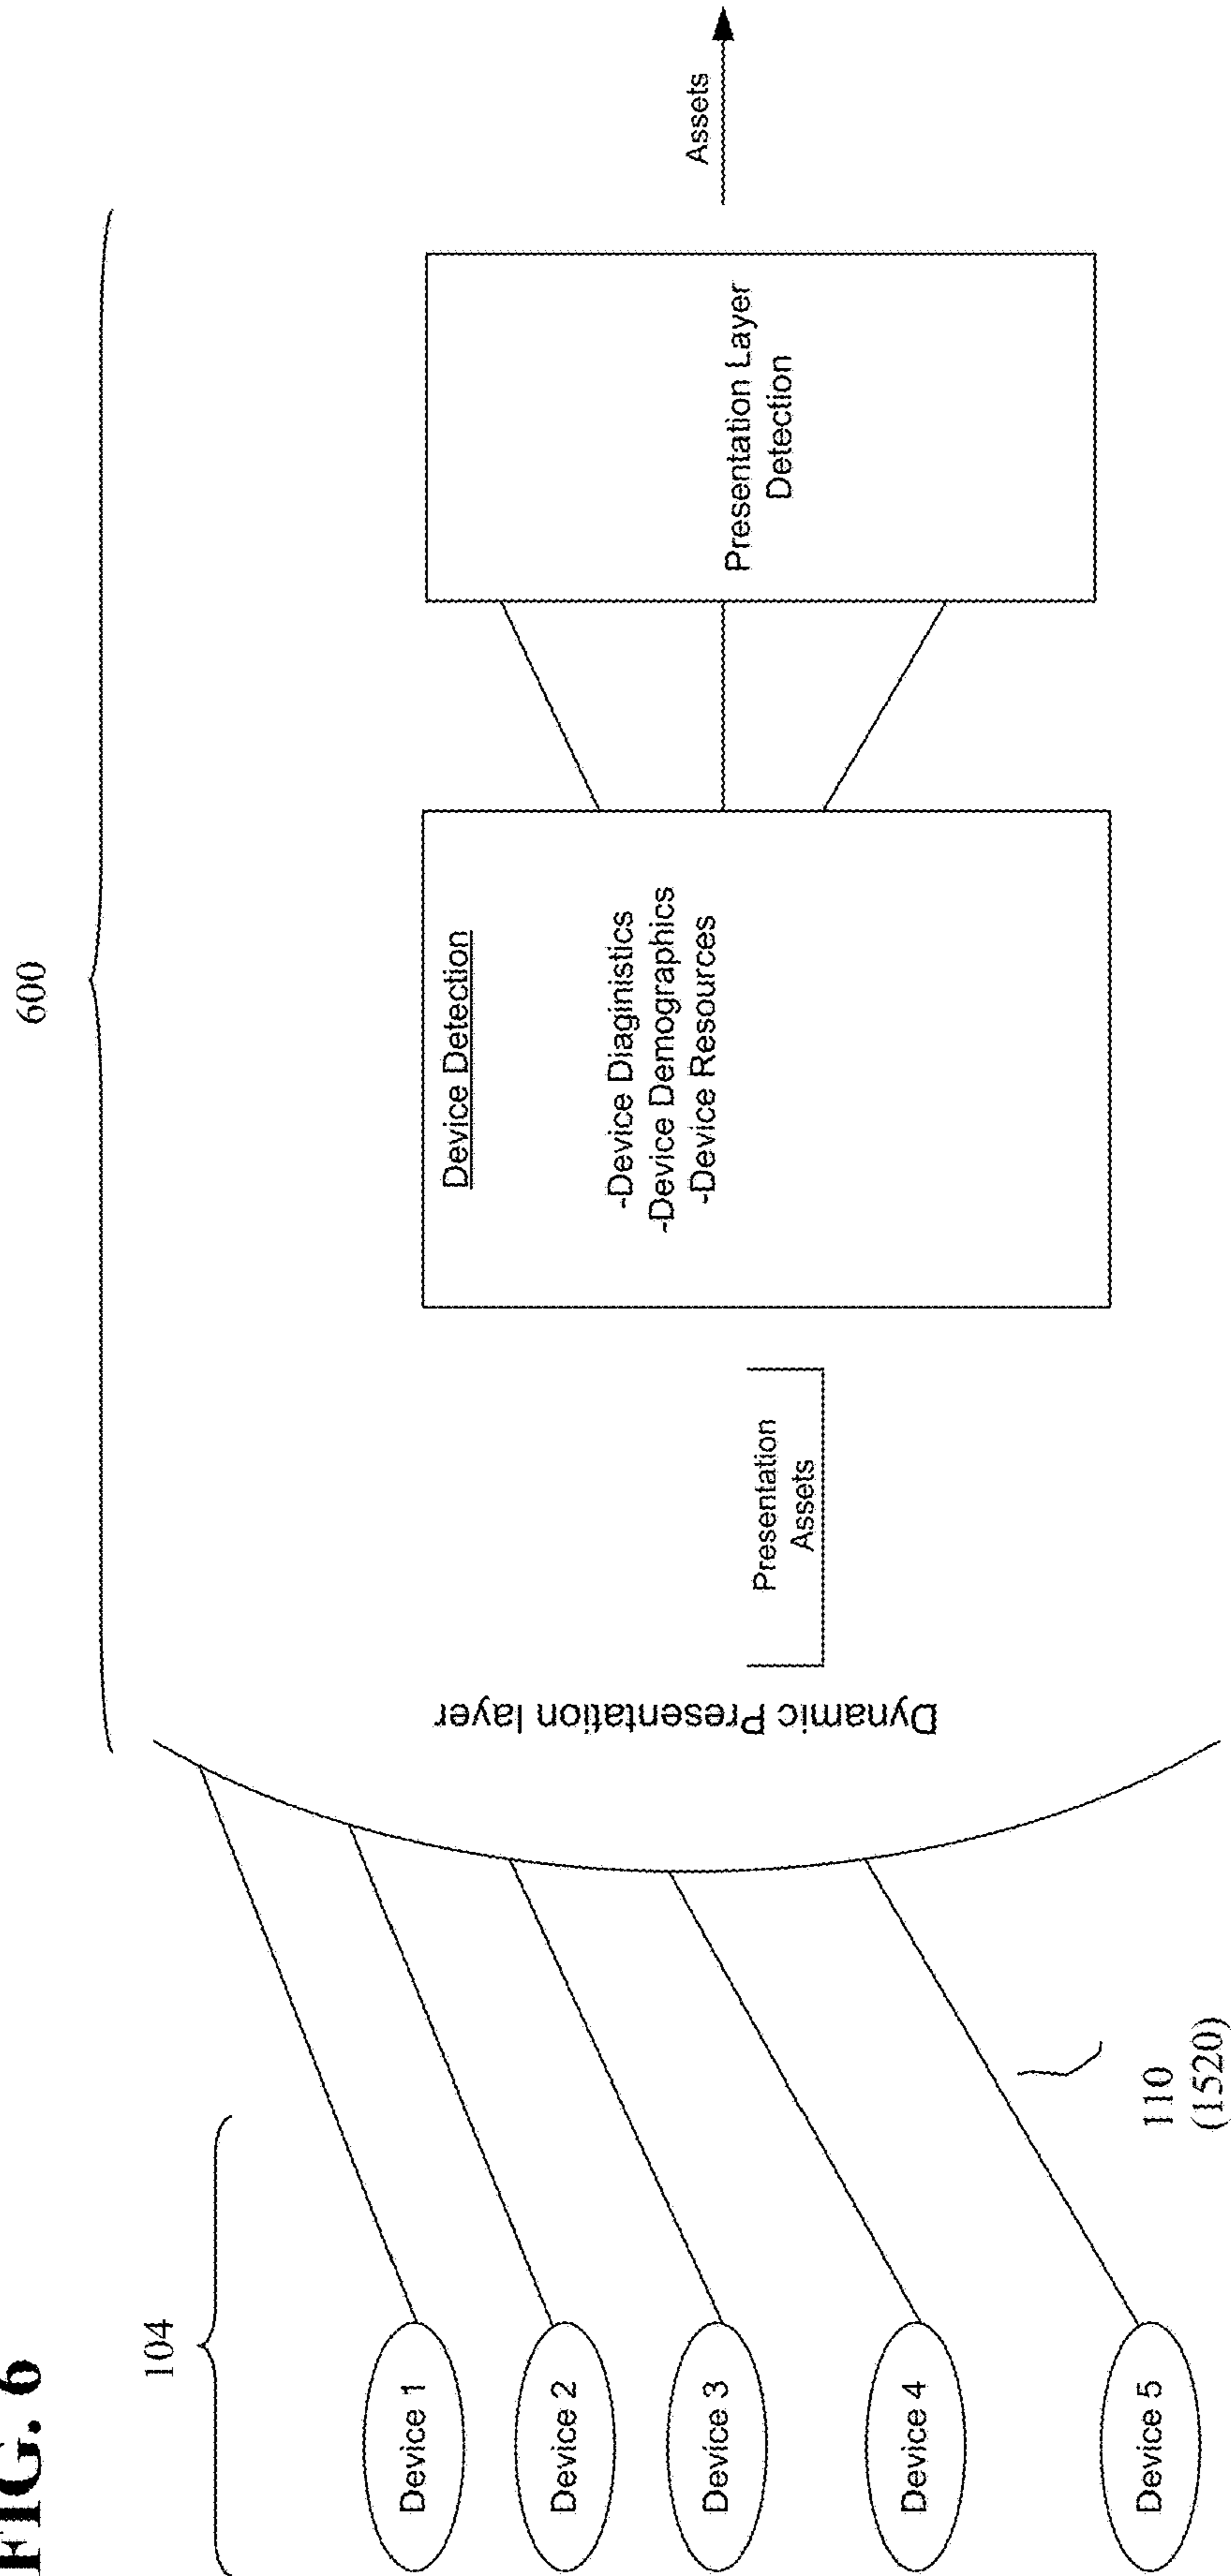 FIG. 6
600
104
Device 1
Device 2
Device 3
Device 4
Device 5
110
(1520)
Dynamic Presentation layer
Presentation
Assets
Device Detection
-Device Diaginistics
-Device Demographics
-Device Resources
Presentation Layer
Detection
Assets